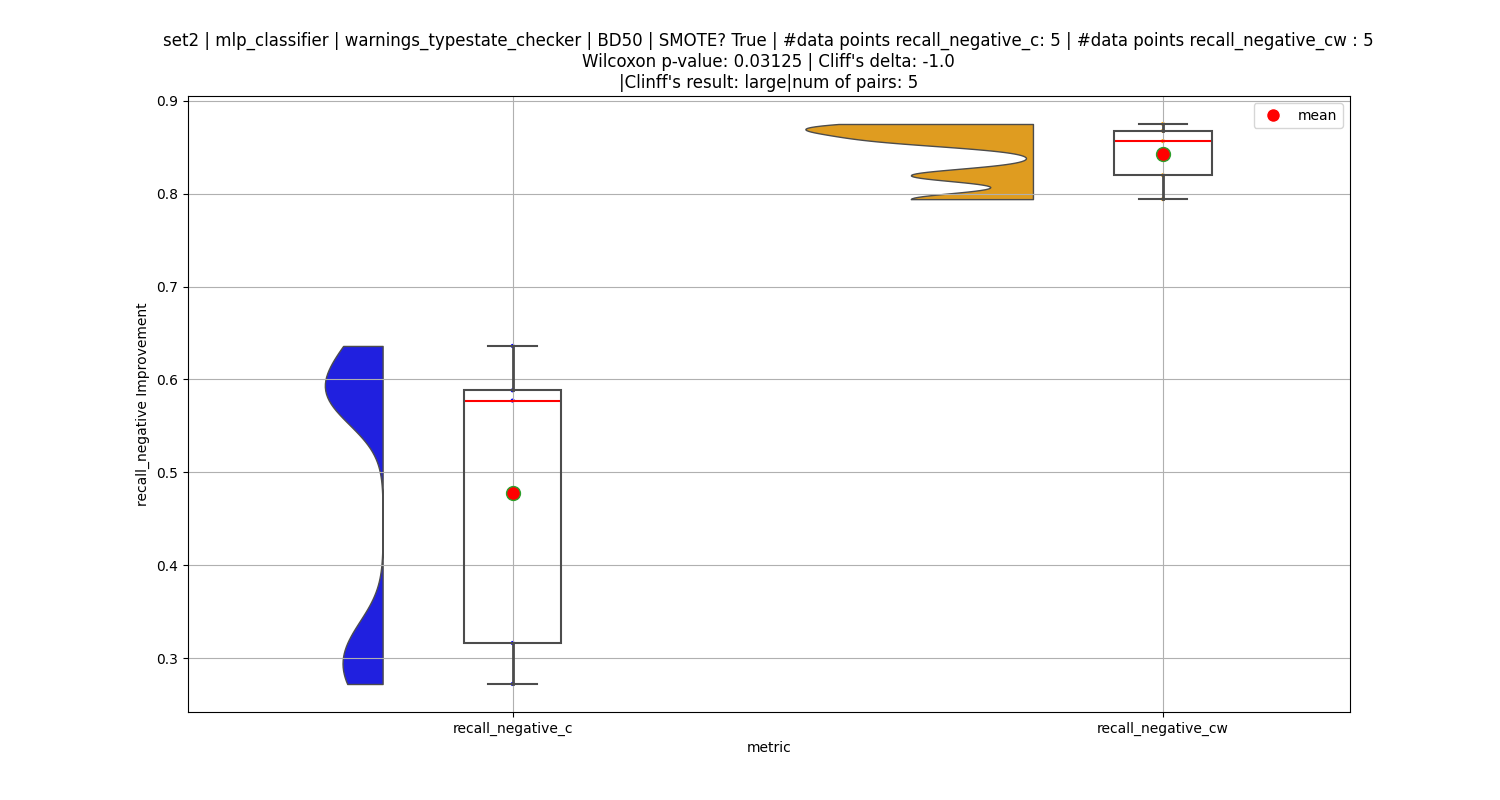 set2 | mlp_classifier | warnings_typestate_checker | BD50 | SMOTE? True | #data points recall_negative_c: 5 | #data points recall_negative_cw : 5
Wilcoxon p-value: 0.03125 | Cliff's delta: -1.0
|Clinff's result: large|num of pairs: 5
mean
0.9
0.8
0.7
0.6
0.5
0.4
0.3
recall_negative Improvement
recall_negative_c
recall_negative_cw
metric